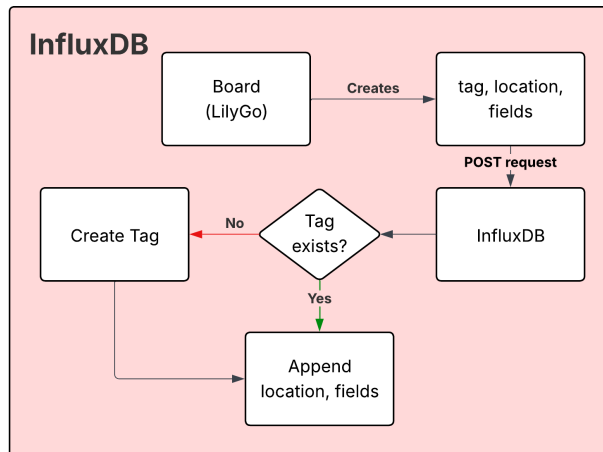 InfluxDB
Board
(LilyGo)
Creates
tag, location,
fields
POST request
InfluxDB
Tag
exists?
No
Create Tag
Yes
Append
location, fields